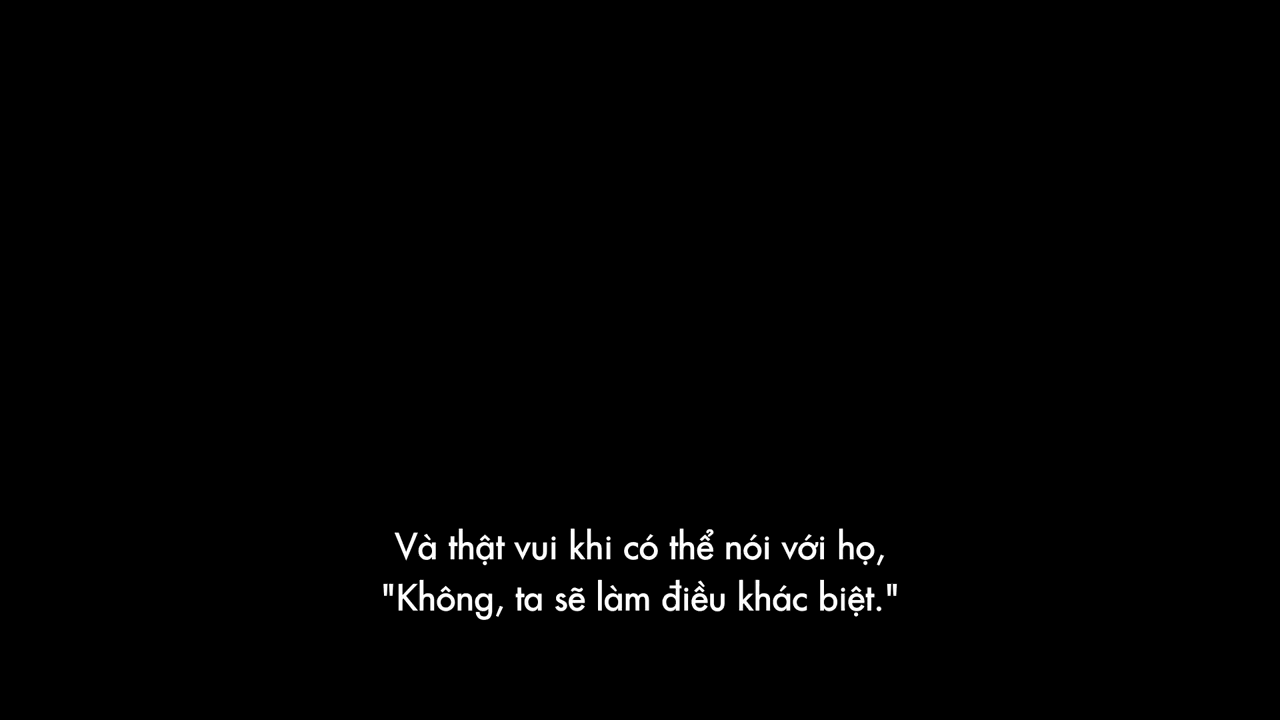 Và thật vui khi có thể nói với họ,
"Không, ta sẽ làm điều khác biệt."